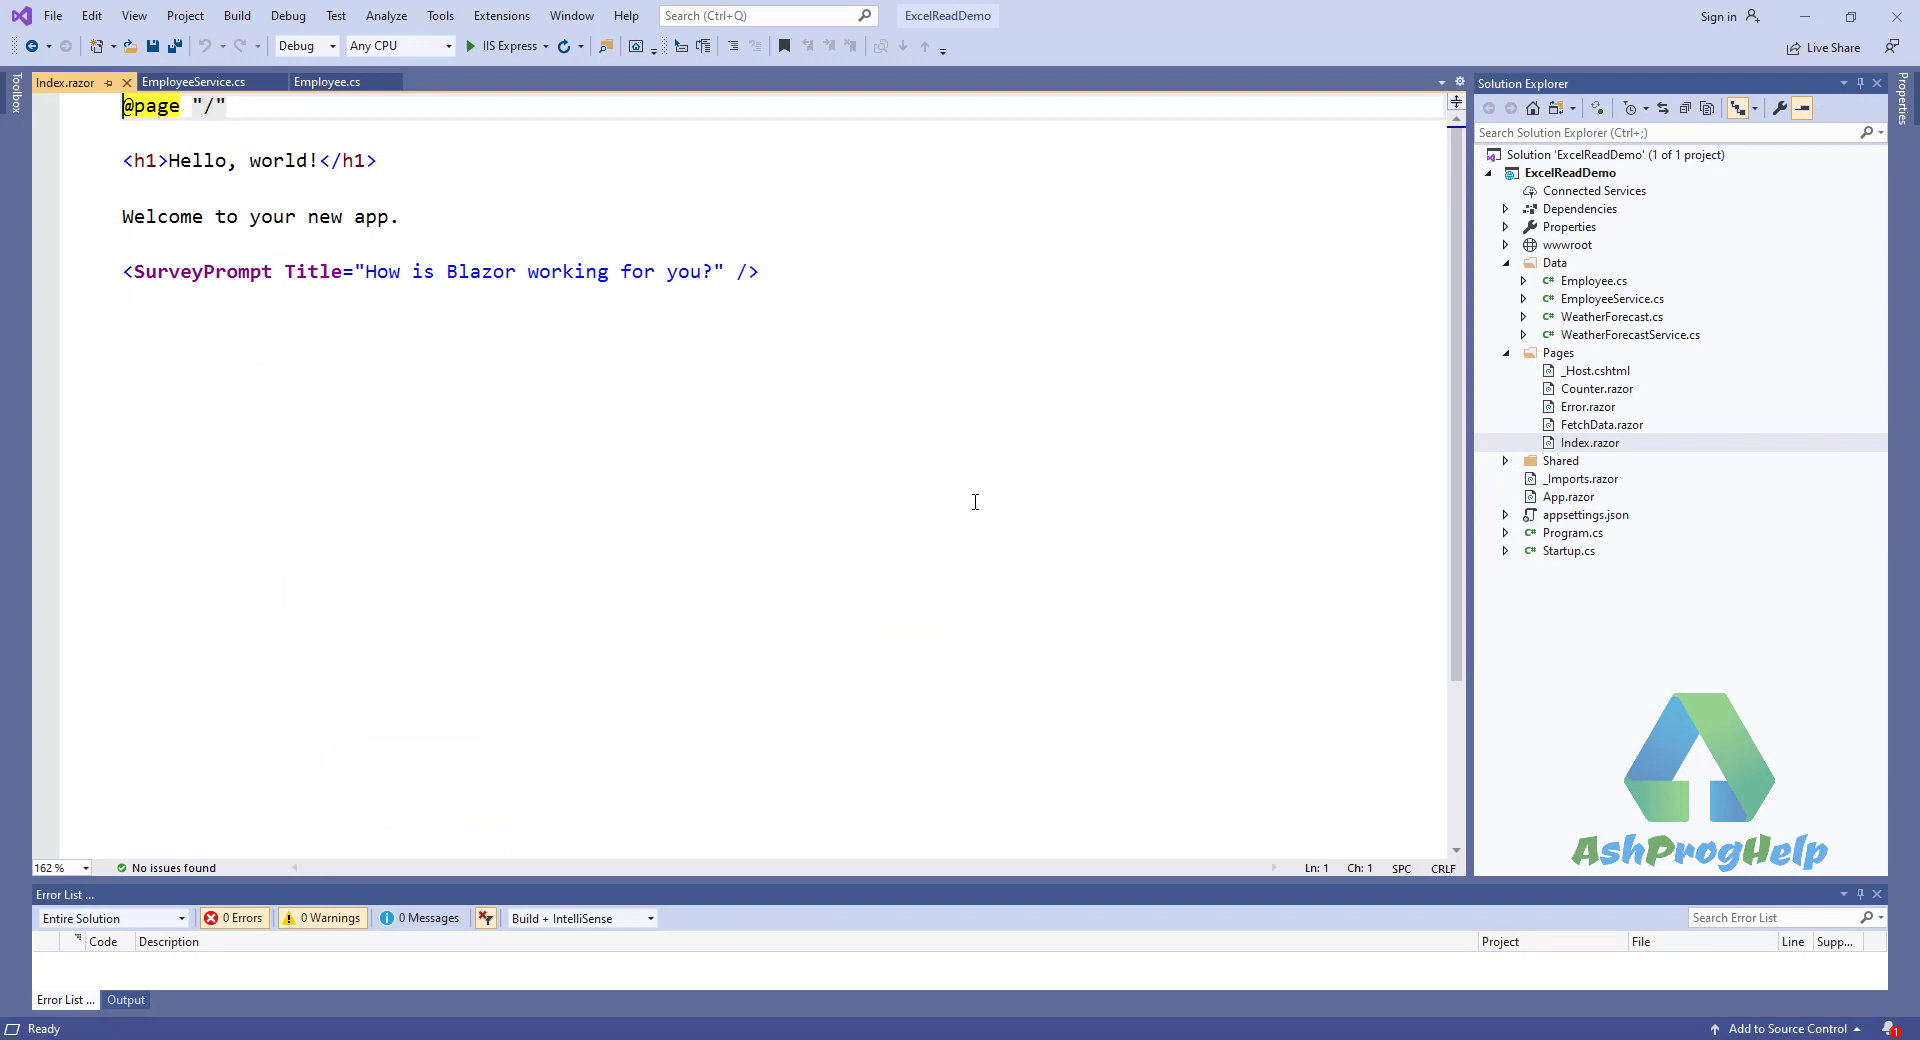 File Edit View Project Build Debug Test Analyze Tools Extensions Window Help Search (Ctrl+Q) ExcelReadDemo Sign in
Debug Any CPU IIS Express Live Share
Toolbox
Index.razor EmployeeService.cs Employee.cs
@page "/"
<h1>Hello, world!</h1>
Welcome to your new app.
<SurveyPrompt Title="How is Blazor working for you?" />
162 % No issues found Ln: 1 Ch: 1 SPC CRLF
Solution Explorer
Search Solution Explorer (Ctrl+;)
Solution 'ExcelReadDemo' (1 of 1 project)
ExcelReadDemo
Connected Services
Dependencies
Properties
wwwroot
Data
Employee.cs
EmployeeService.cs
WeatherForecast.cs
WeatherForecastService.cs
Pages
_Host.cshtml
Counter.razor
Error.razor
FetchData.razor
Index.razor
Shared
_Imports.razor
App.razor
appsettings.json
Program.cs
Startup.cs
AshProgHelp
Properties
Error List ...
Entire Solution 0 Errors 0 Warnings 0 Messages Build + IntelliSense Search Error List
Code Description Project File Line Supp...
Error List ... Output
Ready Add to Source Control 1